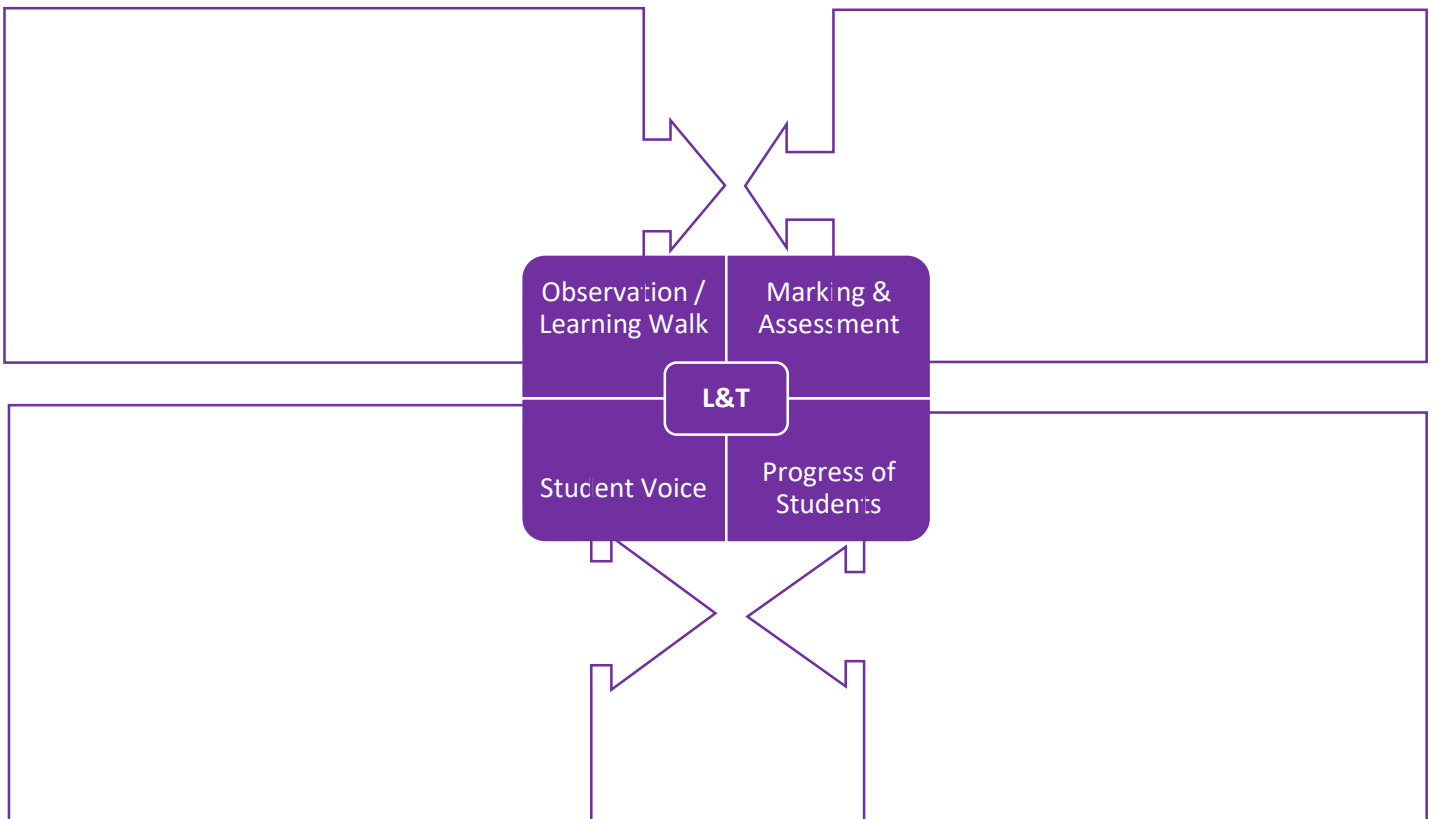 Observation /
Learning Walk
Marking &
Assessment
L&T
Student Voice
Progress of
Students